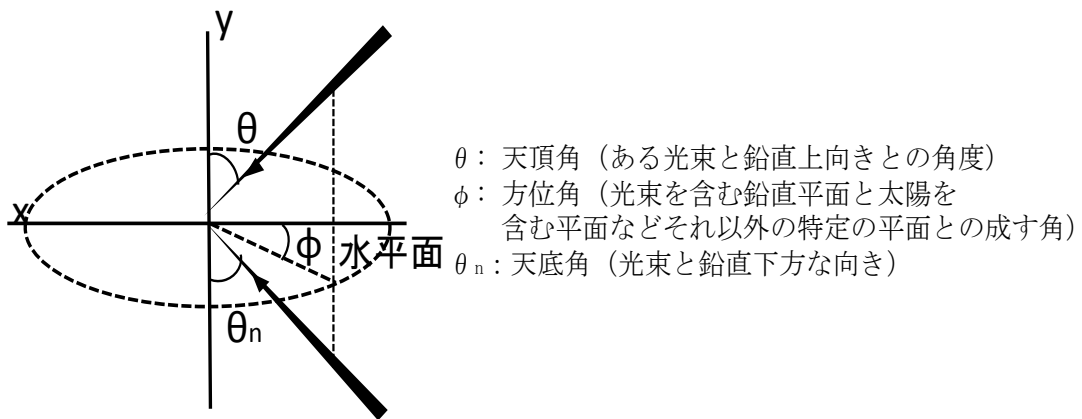 y
θ
x
φ
水平面
θn
θ: 天頂角（ある光束と鉛直上向きとの角度）
φ: 方位角（光束を含む鉛直平面と太陽を
含む平面などそれ以外の特定の平面との成す角）
θn: 天底角（光束と鉛直下方な向き）